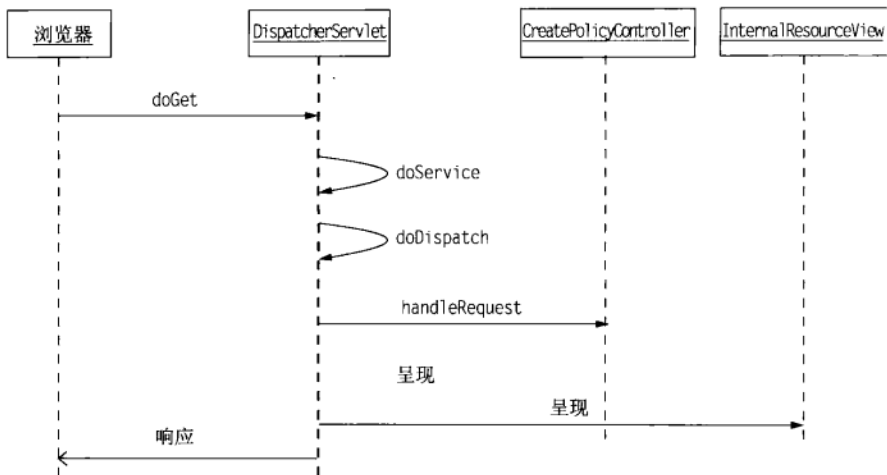 浏览器
DispatcherServlet
CreatePolicyController
InternalResourceView
doGet
doService
doDispatch
handleRequest
呈现
呈现
响应